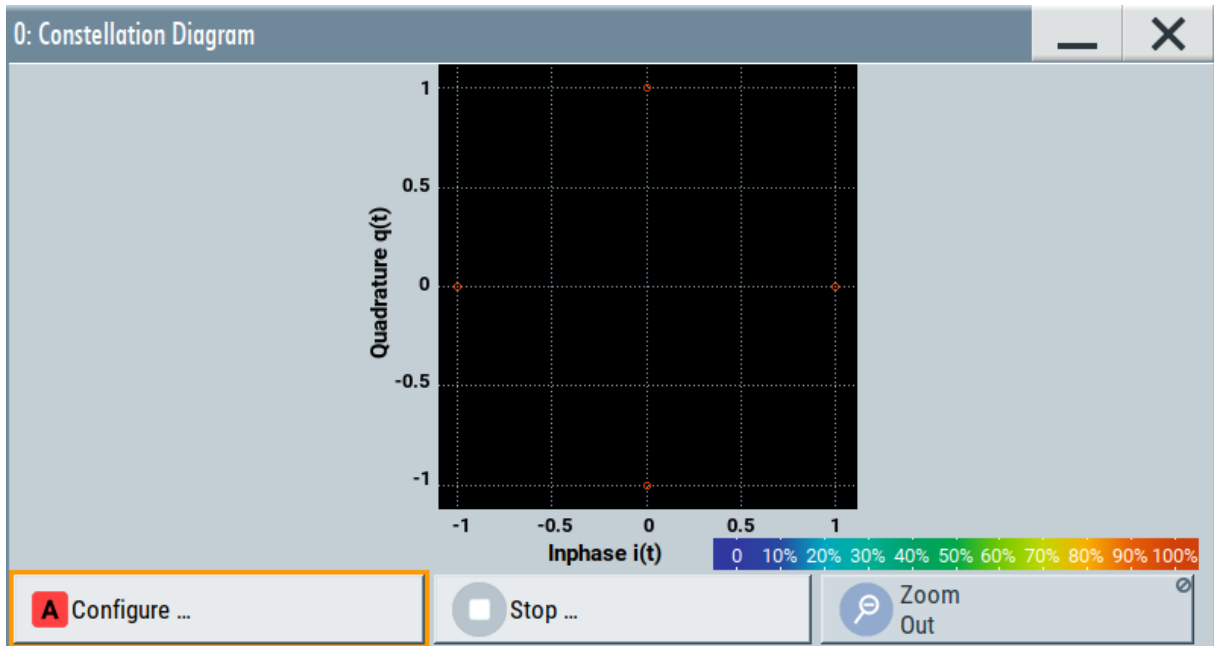 0: Constellation Diagram
1
0.5
0
-0.5
-1
Quadrature q(t)
-1 -0.5 0 0.5 1
Inphase i(t)
0 10% 20% 30% 40% 50% 60% 70% 80% 90% 100%
A Configure ...
Stop ...
Zoom
Out